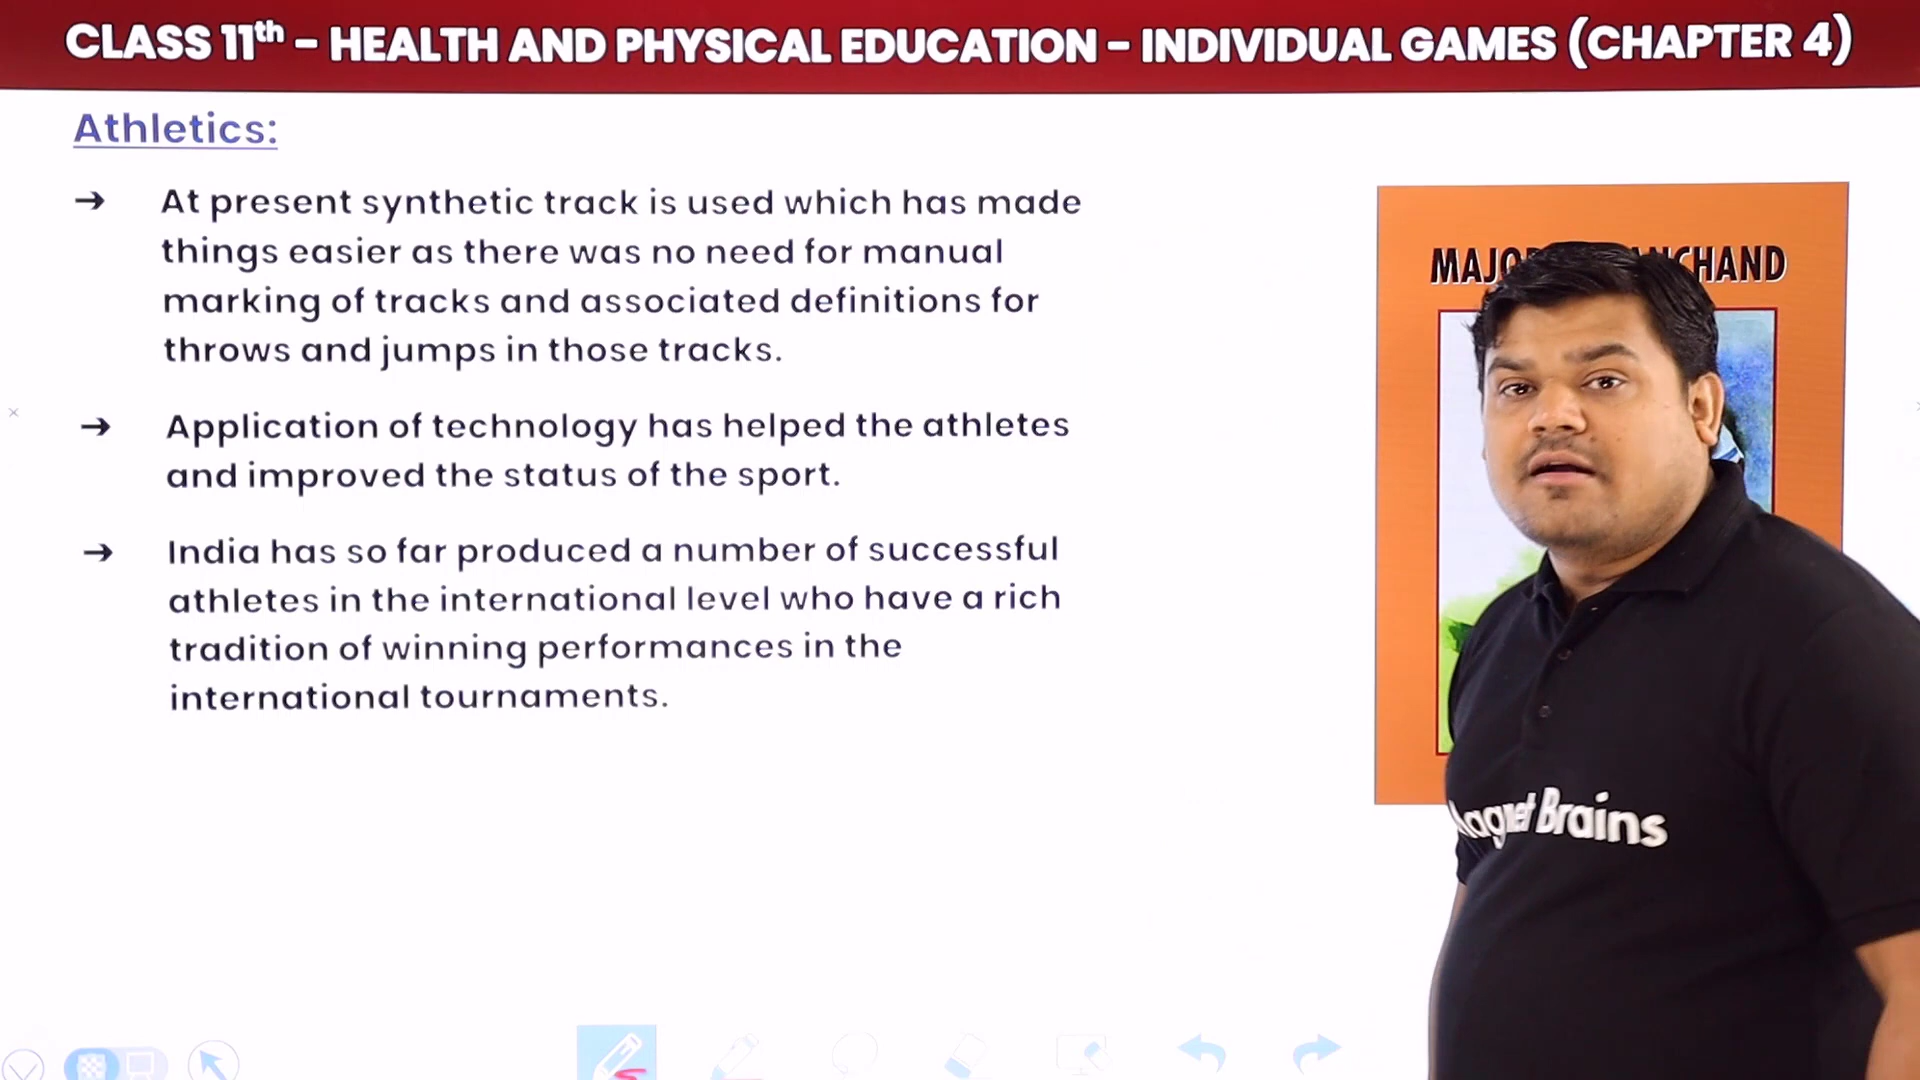 CLASS 11th – HEALTH AND PHYSICAL EDUCATION – INDIVIDUAL GAMES (CHAPTER 4)
Athletics:
→ At present synthetic track is used which has made
things easier as there was no need for manual
marking of tracks and associated definitions for
throws and jumps in those tracks.
→ Application of technology has helped the athletes
and improved the status of the sport.
→ India has so far produced a number of successful
athletes in the international level who have a rich
tradition of winning performances in the
international tournaments.
Brains